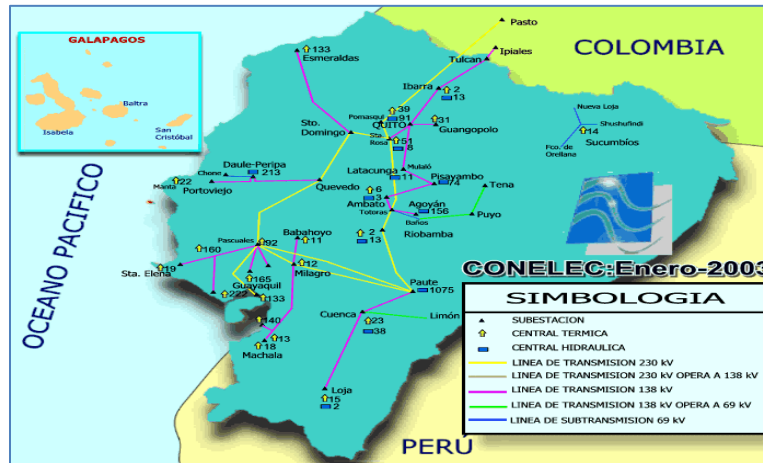 GALAPAGOS
Baltra
Isabela
San
Cristóbal
OCEANO PACIFICO
COLOMBIA
PERÚ
Pasto
Ipiales
Tulcan
133
Esmeraldas
Ibarra
2
13
39
Pomasqui
91
QUITO
31
Guangopolo
Sto.
Domingo
Sta
Rosa
51
8
Nueva Loja
Shushufindi
14
Fco. de
Orellana
Sucumbíos
Daule-Peripa
Chone
213
22
Manta
Portoviejo
Quevedo
Latacunga
Mulaló
11
Pisayambo
74
Tena
6
3
Ambato
Totoras
Agoyán
156
Baños
Puyo
2
13
Riobamba
Babahoyo
11
Pascuales
92
160
19
Sta. Elena
12
Milagro
165
Guayaquil
222
133
Paute
1075
Cuenca
Limón
23
38
140
13
18
Machala
Loja
15
2
CONELEC:Enero-2003
SIMBOLOGIA
SUBESTACION
CENTRAL TERMICA
CENTRAL HIDRAULICA
LINEA DE TRANSMISION 230 kV
LINEA DE TRANSMISION 230 kV OPERA A 138 kV
LINEA DE TRANSMISION 138 kV
LINEA DE TRANSMISION 138 kV OPERA A 69 kV
LINEA DE SUBTRANSMISION 69 kV